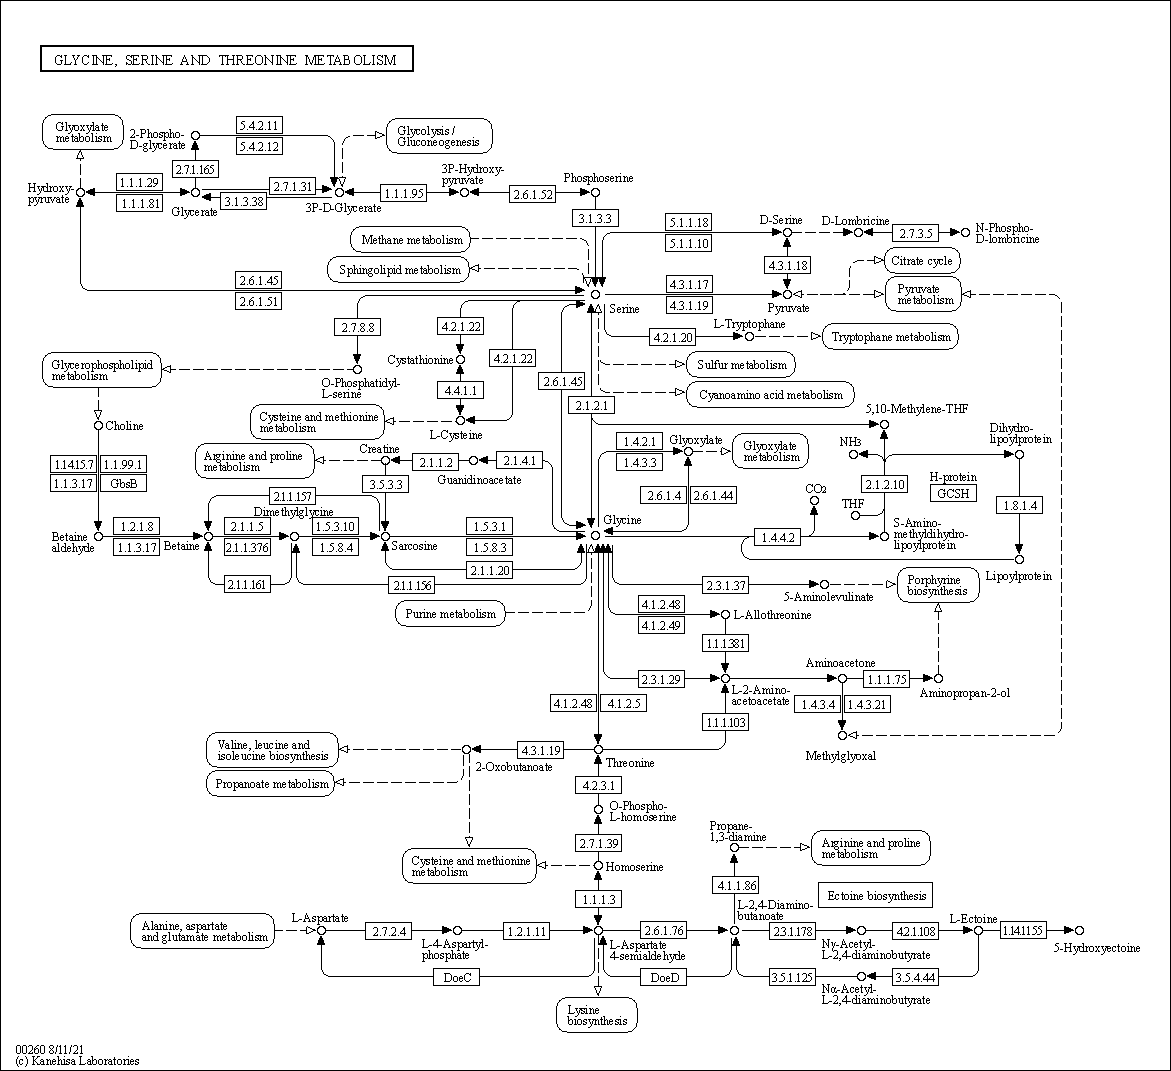 GLYCINE, SERINE AND THREONINE METABOLISM
Glyoxylate
metabolism
2-Phospho-
D-glycerate
5.4.2.11
5.4.2.12
Glycolysis /
Gluconeogenesis
2.7.1.165
Hydroxy-
pyruvate
1.1.1.29
1.1.1.81
Glycerate
2.7.1.31
3.1.3.38
3P-D-Glycerate
1.1.1.95
3P-Hydroxy-
pyruvate
2.6.1.52
Phosphoserine
3.1.3.3
Methane metabolism
Sphingolipid metabolism
5.1.1.18
5.1.1.10
D-Serine
D-Lombricine
2.7.3.5
N-Phospho-
D-lombricine
4.3.1.18
Citrate cycle
2.6.1.45
2.6.1.51
Serine
4.3.1.17
4.3.1.19
Pyruvate
Pyruvate
metabolism
2.7.8.8
4.2.1.22
4.2.1.22
4.2.1.20
L-Tryptophane
Tryptophane metabolism
Glycerophospholipid
metabolism
O-Phosphatidyl-
L-serine
Cystathionine
4.4.1.1
2.6.1.45
Sulfur metabolism
Cyanoamino acid metabolism
2.1.2.1
5,10-Methylene-THF
Choline
Cysteine and methionine
metabolism
L-Cysteine
1.14.15.7
1.1.99.1
1.1.3.17
GbsB
Arginine and proline
metabolism
Creatine
2.1.1.2
Guanidinoacetate
2.1.4.1
3.5.3.3
1.4.2.1
1.4.3.3
Glyoxylate
Glyoxylate
metabolism
NH3
Dihydro-
lipoylprotein
2.6.1.4
2.6.1.44
CO2
THF
2.1.2.10
H-protein
GCSH
1.8.1.4
2.1.1.157
Dimethylglycine
Betaine
aldehyde
1.2.1.8
1.1.3.17
Betaine
2.1.1.5
2.1.1.376
1.5.3.10
1.5.8.4
Sarcosine
1.5.3.1
1.5.8.3
Glycine
1.4.4.2
S-Amino-
methyldihydro-
lipoylprotein
Lipoylprotein
2.1.1.161
2.1.1.156
2.1.1.20
Purine metabolism
2.3.1.37
5-Aminolevulinate
Porphyrine
biosynthesis
4.1.2.48
4.1.2.49
L-Allothreonine
1.1.1.381
2.3.1.29
L-2-Amino-
acetoacetate
Aminoacetone
1.1.1.75
Aminopropan-2-ol
4.1.2.48
4.1.2.5
1.1.1.103
1.4.3.4
1.4.3.21
Methylglyoxal
Valine, leucine and
isoleucine biosynthesis
Propanoate metabolism
2-Oxobutanoate
4.3.1.19
Threonine
4.2.3.1
O-Phospho-
L-homoserine
2.7.1.39
Cysteine and methionine
metabolism
Homoserine
1.1.1.3
Propane-
1,3-diamine
Arginine and proline
metabolism
4.1.1.86
Ectoine biosynthesis
Alanine, aspartate
and glutamate metabolism
L-Aspartate
2.7.2.4
L-4-Aspartyl-
phosphate
1.2.1.11
L-Aspartate
4-semialdehyde
2.6.1.76
L-2,4-Diamino-
butanoate
2.3.1.178
Nγ-Acetyl-
L-2,4-diaminobutyrate
4.2.1.108
L-Ectoine
1.14.11.55
5-Hydroxyectoine
DoeC
DoeD
3.5.1.125
Nα-Acetyl-
L-2,4-diaminobutyrate
3.5.4.44
Lysine
biosynthesis
00260 8/11/21
(c) Kanehisa Laboratories